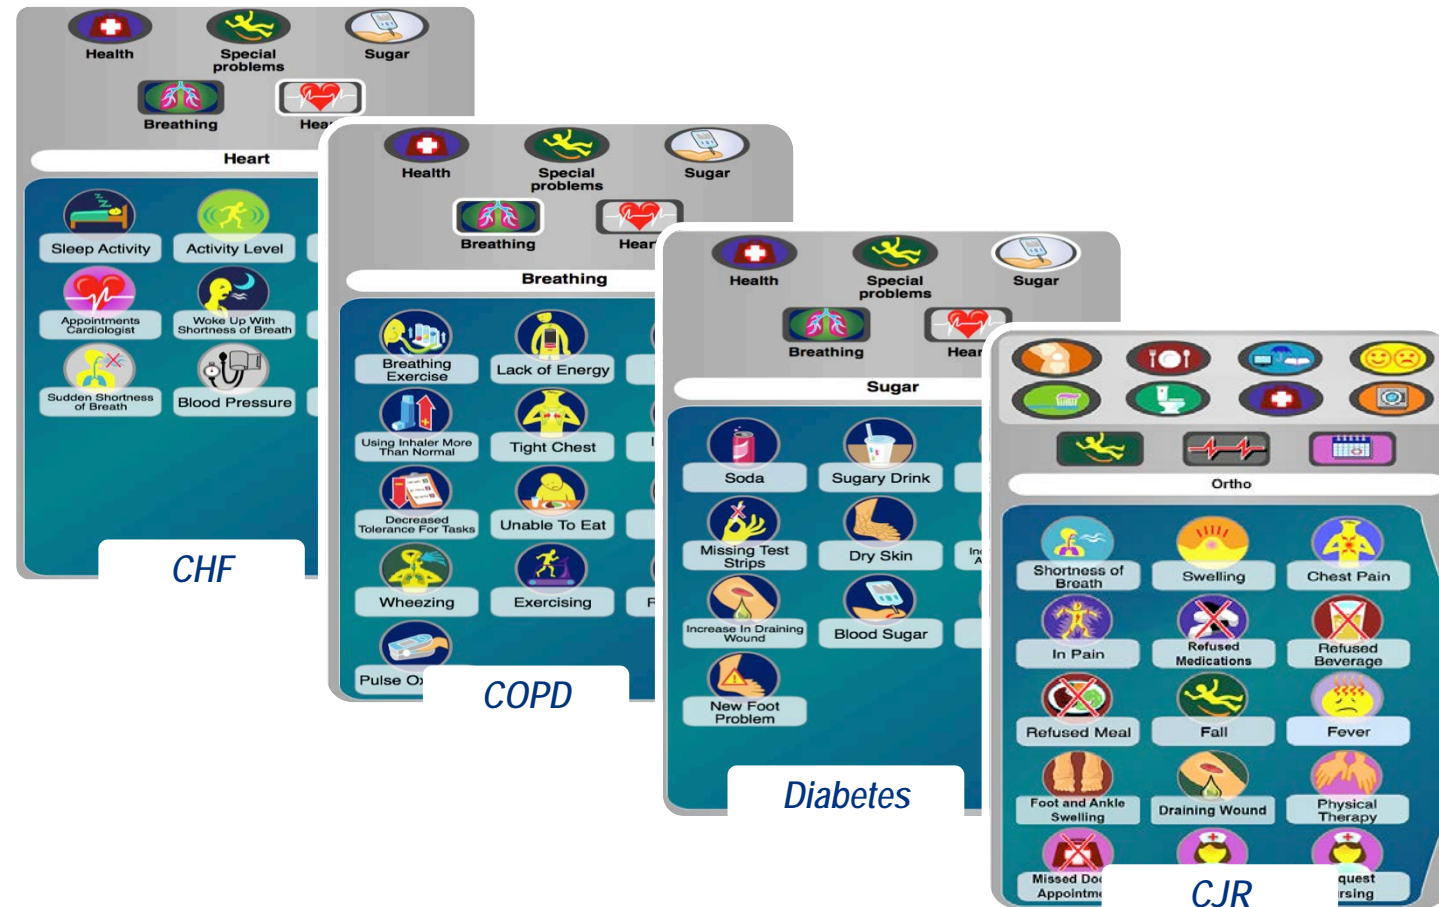 Health
Special
problems
Sugar
Breathing
Heart
Sleep Activity
Activity Level
Appointments
Cardiologist
Woke Up With
Shortness of Breath
Sudden Shortness
of Breath
Blood Pressure
CHF
Health
Special
problems
Sugar
Breathing
Breathing
Breathing
Exercise
Lack of Energy
Using Inhaler More
Than Normal
Tight Chest
Decreased
Tolerance For Tasks
Unable To Eat
Wheezing
Exercising
Pulse
COPD
Health
Special
problems
Sugar
Breathing
Sugar
Soda
Sugary Drink
Missing Test
Strips
Dry Skin
Increase In Draining
Wound
Blood Sugar
New Foot
Problem
Diabetes
Ortho
Shortness of
Breath
Swelling
Chest Pain
In Pain
Refused
Medications
Refused
Beverage
Refused Meal
Fall
Fever
Foot and Ankle
Swelling
Draining Wound
Physical
Therapy
Missed
CJR